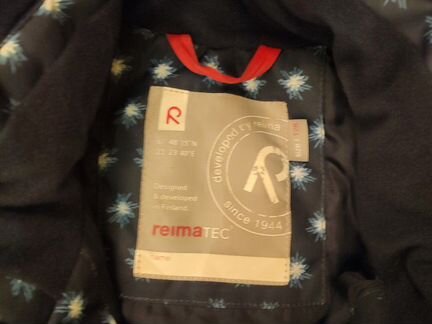 R
Designed
& developed
in Finland.
reimaTEC®
name
developed by reima
R
since 1944